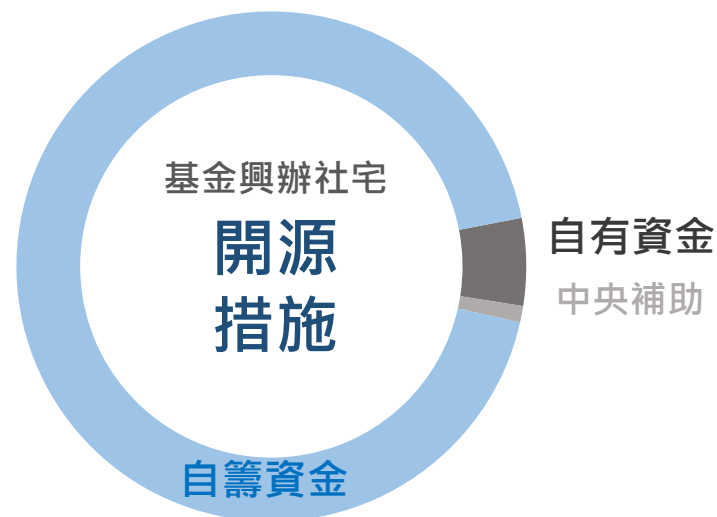 基金興辦社宅
開源
措施
自有資金
中央補助
自籌資金